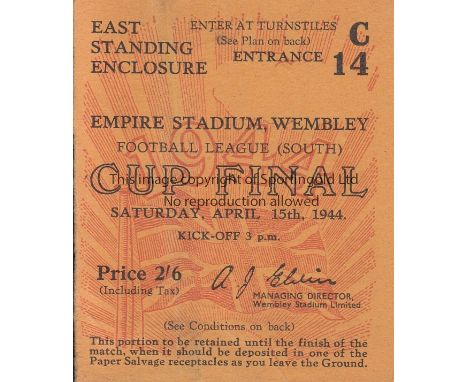 EAST STANDING ENCLOSURE
ENTER AT TURNSTILES
(See Plan on back)
ENTRANCE
C
14
EMPIRE STADIUM, WEMBLEY
FOOTBALL LEAGUE (SOUTH)
1944
CUP FINAL
This image copyright of Sportingold Ltd
No reproduction allowed
SATURDAY, APRIL 15th, 1944.
KICK-OFF 3 p.m.
Price 2/6
(Including Tax)
MANAGING DIRECTOR,
Wembley Stadium Limited
(See Conditions on back)
This portion to be retained until the finish of the
match, when it should be deposited in one of the
Paper Salvage receptacles as you leave the Ground.